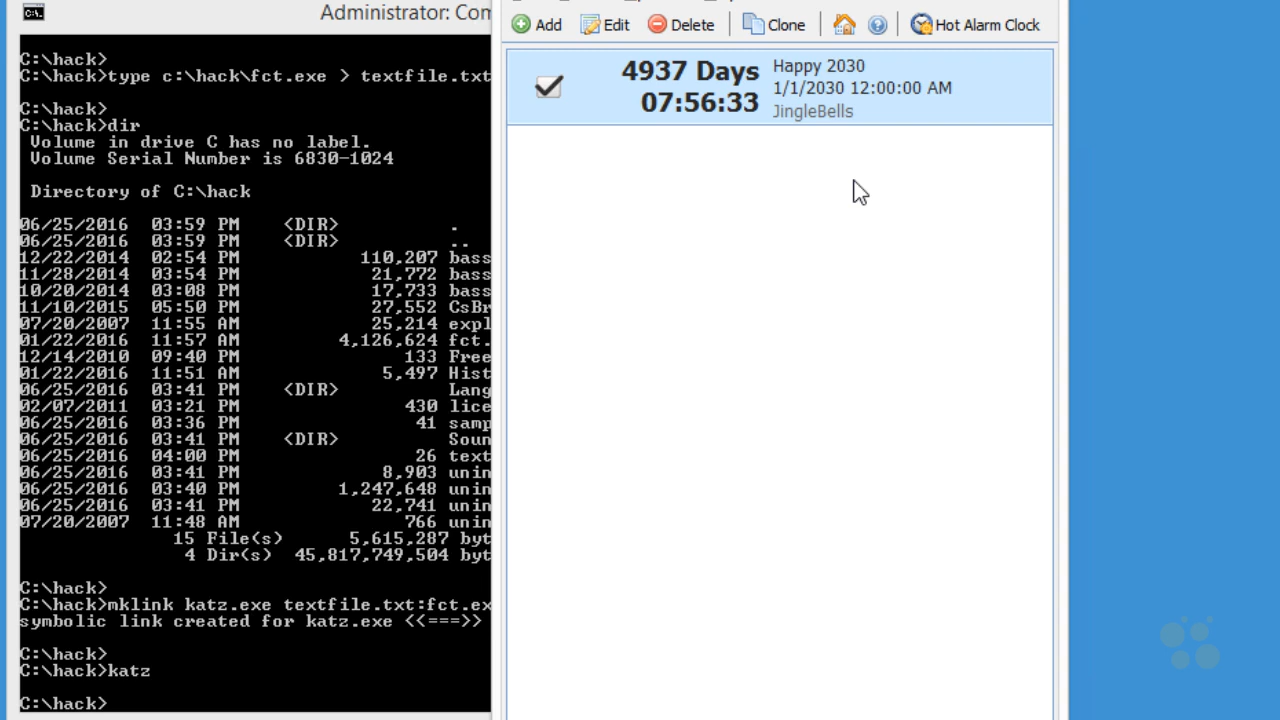 Administrator: Com
C:\hack>
C:\hack>type c:\hack\fct.exe > textfile.txt
C:\hack>
C:\hack>dir
Volume in drive C has no label.
Volume Serial Number is 6830-1024
Directory of C:\hack
06/25/2016 03:59 PM <DIR> .
06/25/2016 03:59 PM <DIR> ..
12/22/2014 02:54 PM 110,207 bass
11/28/2014 03:54 PM 21,772 bass
10/20/2014 03:08 PM 17,733 bass
11/10/2015 05:50 PM 27,552 CsBr
07/20/2007 11:55 AM 25,214 expl
01/22/2016 11:57 AM 4,126,624 fct.
12/14/2010 09:40 PM 133 Free
01/22/2016 11:51 AM 5,497 Hist
06/25/2016 03:41 PM <DIR> Lang
02/07/2011 03:21 PM 430 lice
06/25/2016 03:36 PM 41 samp
06/25/2016 03:41 PM <DIR> Soun
06/25/2016 04:00 PM 26 text
06/25/2016 03:41 PM 8,903 unin
06/25/2016 03:40 PM 1,247,648 unin
06/25/2016 03:41 PM 22,741 unin
07/20/2007 11:48 AM 766 unin
15 File(s) 5,615,287 byt
4 Dir(s) 45,817,749,504 byt
C:\hack>
C:\hack>mklink katz.exe textfile.txt:fct.ex
symbolic link created for katz.exe <<===>>
C:\hack>
C:\hack>katz
C:\hack>
Add Edit Delete Clone Hot Alarm Clock
4937 Days
07:56:33
Happy 2030
1/1/2030 12:00:00 AM
JingleBells